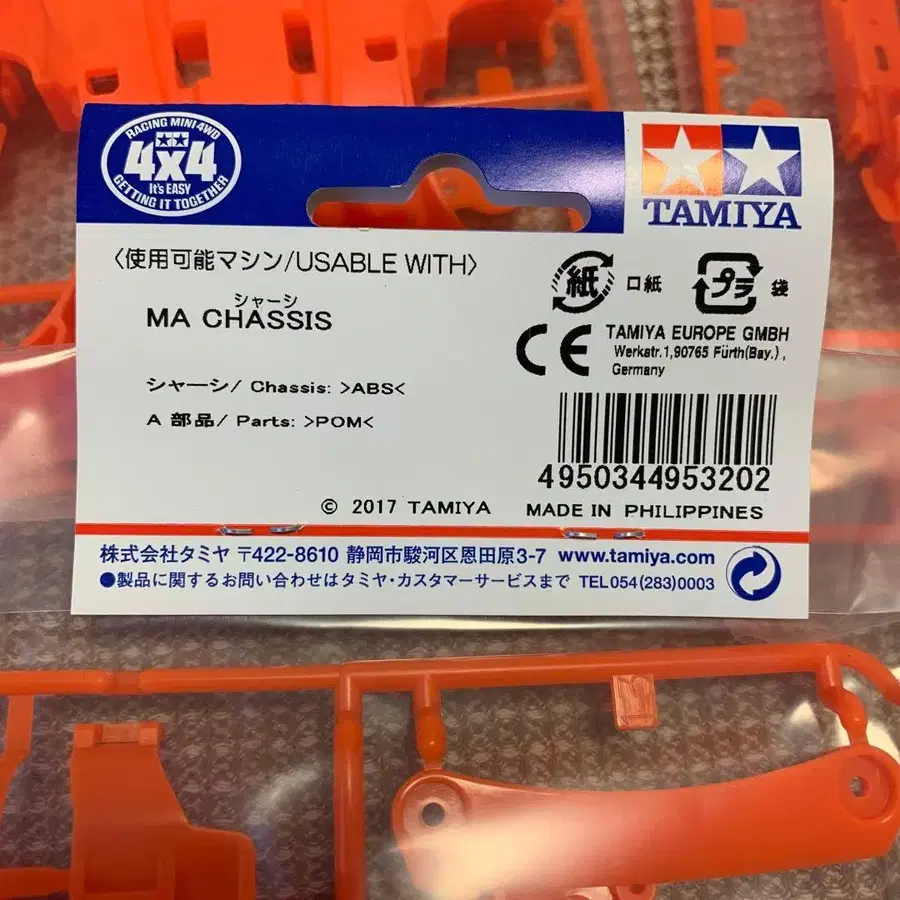 RACING MINI 4WD
4x4
It's EASY
GETTING IT TOGETHER
TAMIYA
〈使用可能マシン/USABLE WITH〉
シャーシ
MA CHASSIS
シャーシ/ Chassis: >ABS<
A 部品/ Parts: >POM<
紙 口紙
プラ 袋
CE
TAMIYA EUROPE GMBH
Werkstr.1,90765 Fürth(Bay.),
Germany
4950344953202
© 2017 TAMIYA MADE IN PHILIPPINES
株式会社タミヤ 〒422-8610 静岡市駿河区恩田原3-7 www.tamiya.com
●製品に関するお問い合わせはタミヤ・カスタマーサービスまで TEL054(283)0003